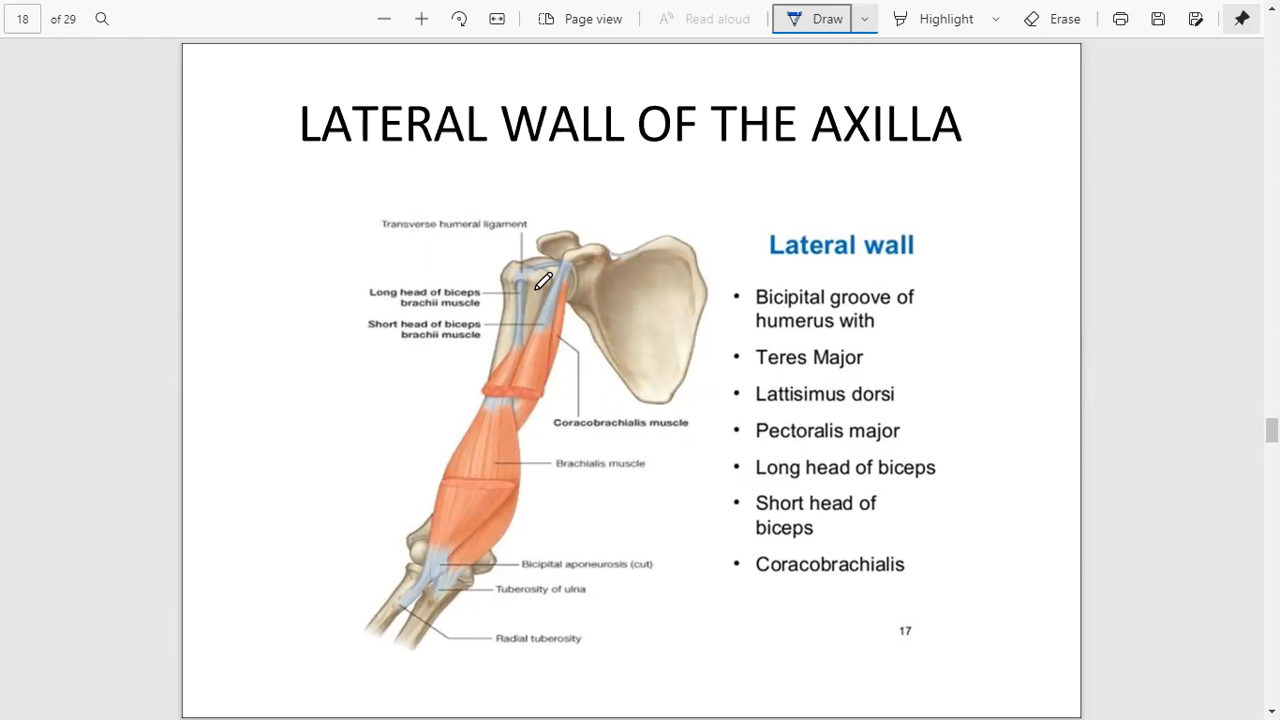 18 of 29 Page view Read aloud Draw Highlight Erase
LATERAL WALL OF THE AXILLA
Transverse humeral ligament
Long head of biceps
brachii muscle
Short head of biceps
brachii muscle
Coracobrachialis muscle
Brachialis muscle
Bicipital aponeurosis (cut)
Tuberosity of ulna
Radial tuberosity
Lateral wall
• Bicipital groove of
humerus with
• Teres Major
• Lattisimus dorsi
• Pectoralis major
• Long head of biceps
• Short head of
biceps
• Coracobrachialis
17